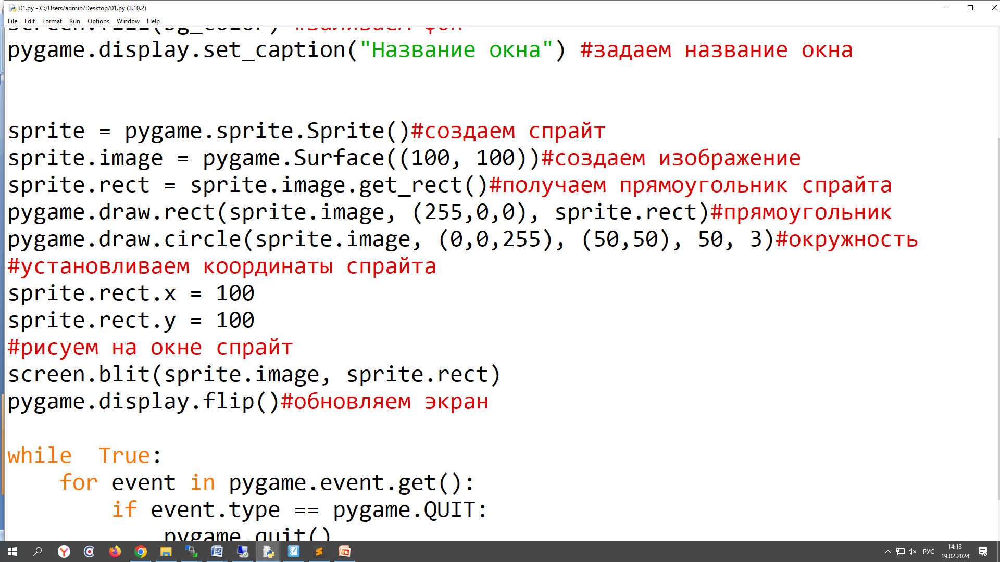 01.py - C:/Users/admin/Desktop/01.py (3.10.2)
File Edit Format Run Options Window Help
screen.fill(bg_color) #заливаем фон
pygame.display.set_caption("Название окна") #задаем название окна
sprite = pygame.sprite.Sprite()#создаем спрайт
sprite.image = pygame.Surface((100, 100))#создаем изображение
sprite.rect = sprite.image.get_rect()#получаем прямоугольник спрайта
pygame.draw.rect(sprite.image, (255,0,0), sprite.rect)#прямоугольник
pygame.draw.circle(sprite.image, (0,0,255), (50,50), 50, 3)#окружность
#установливаем координаты спрайта
sprite.rect.x = 100
sprite.rect.y = 100
#рисуем на окне спрайт
screen.blit(sprite.image, sprite.rect)
pygame.display.flip()#обновляем экран
while  True:
    for event in pygame.event.get():
        if event.type == pygame.QUIT:
            pygame.quit()
РУС
14:13
19.02.2024